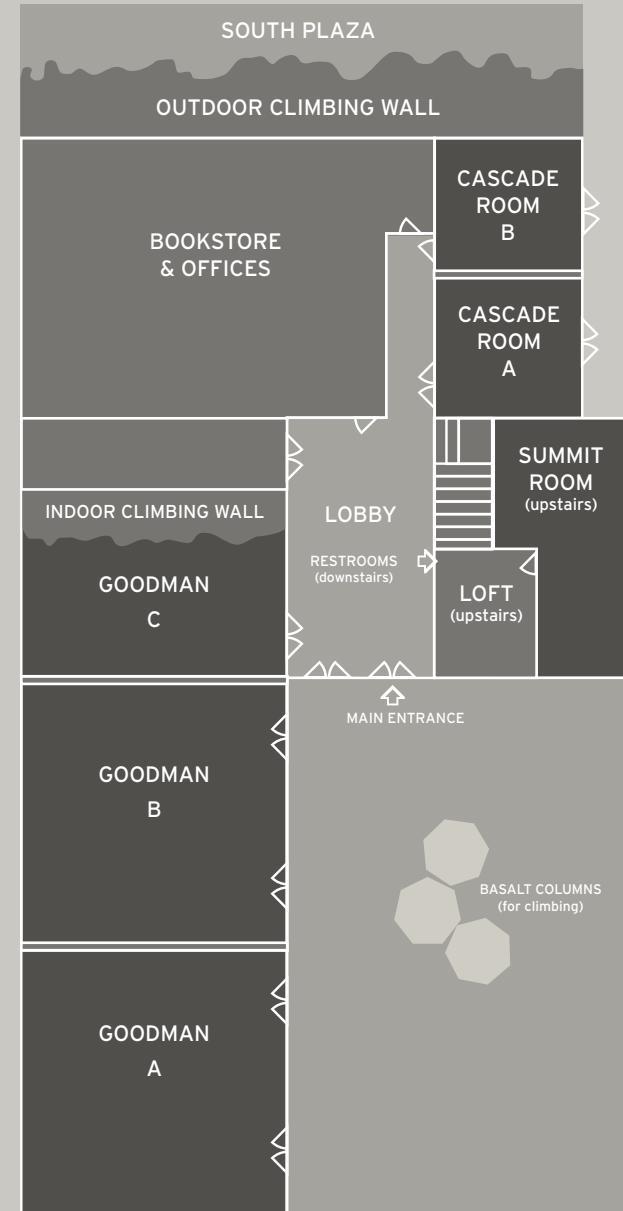 SOUTH PLAZA
OUTDOOR CLIMBING WALL
CASCADE
ROOM
B
BOOKSTORE
& OFFICES
CASCADE
ROOM
A
SUMMIT
ROOM
(upstairs)
INDOOR CLIMBING WALL
LOBBY
RESTROOMS
(downstairs)
GOODMAN
C
LOFT
(upstairs)
MAIN ENTRANCE
GOODMAN
B
BASALT COLUMNS
(for climbing)
GOODMAN
A